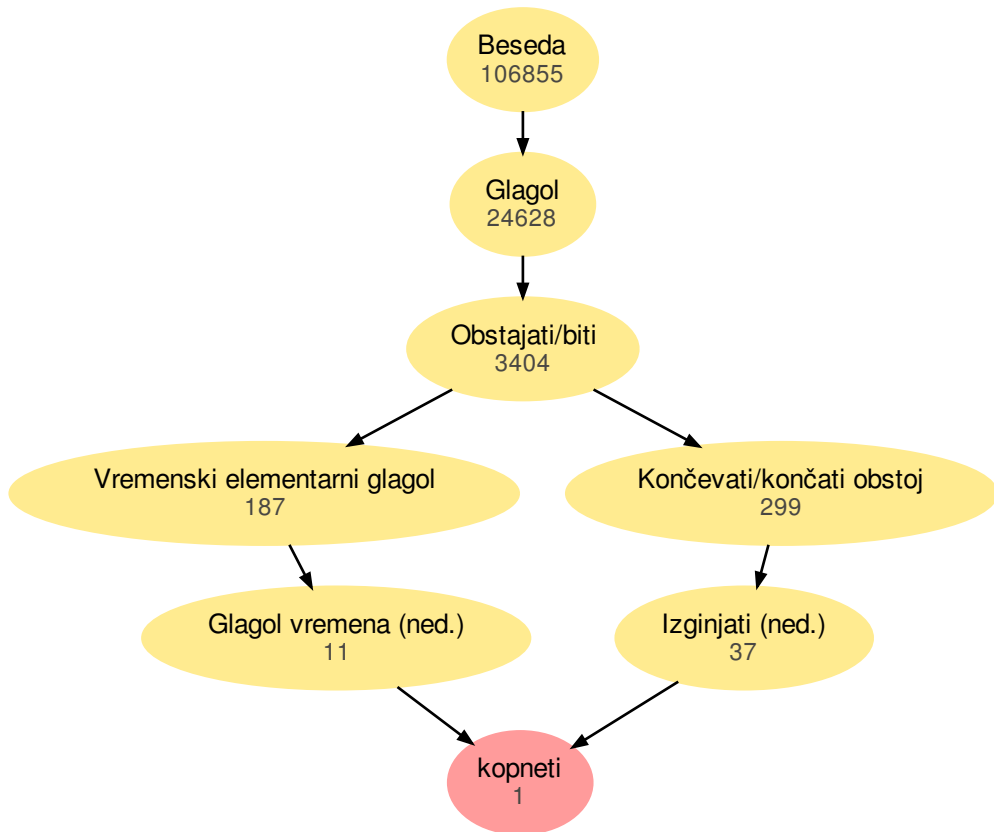 Beseda
106855
Glagol
24628
Obstajati/biti
3404
Vremenski elementarni glagol
187
Končevati/končati obstoj
299
Glagol vremena (ned.)
11
Izginjati (ned.)
37
kopneti
1